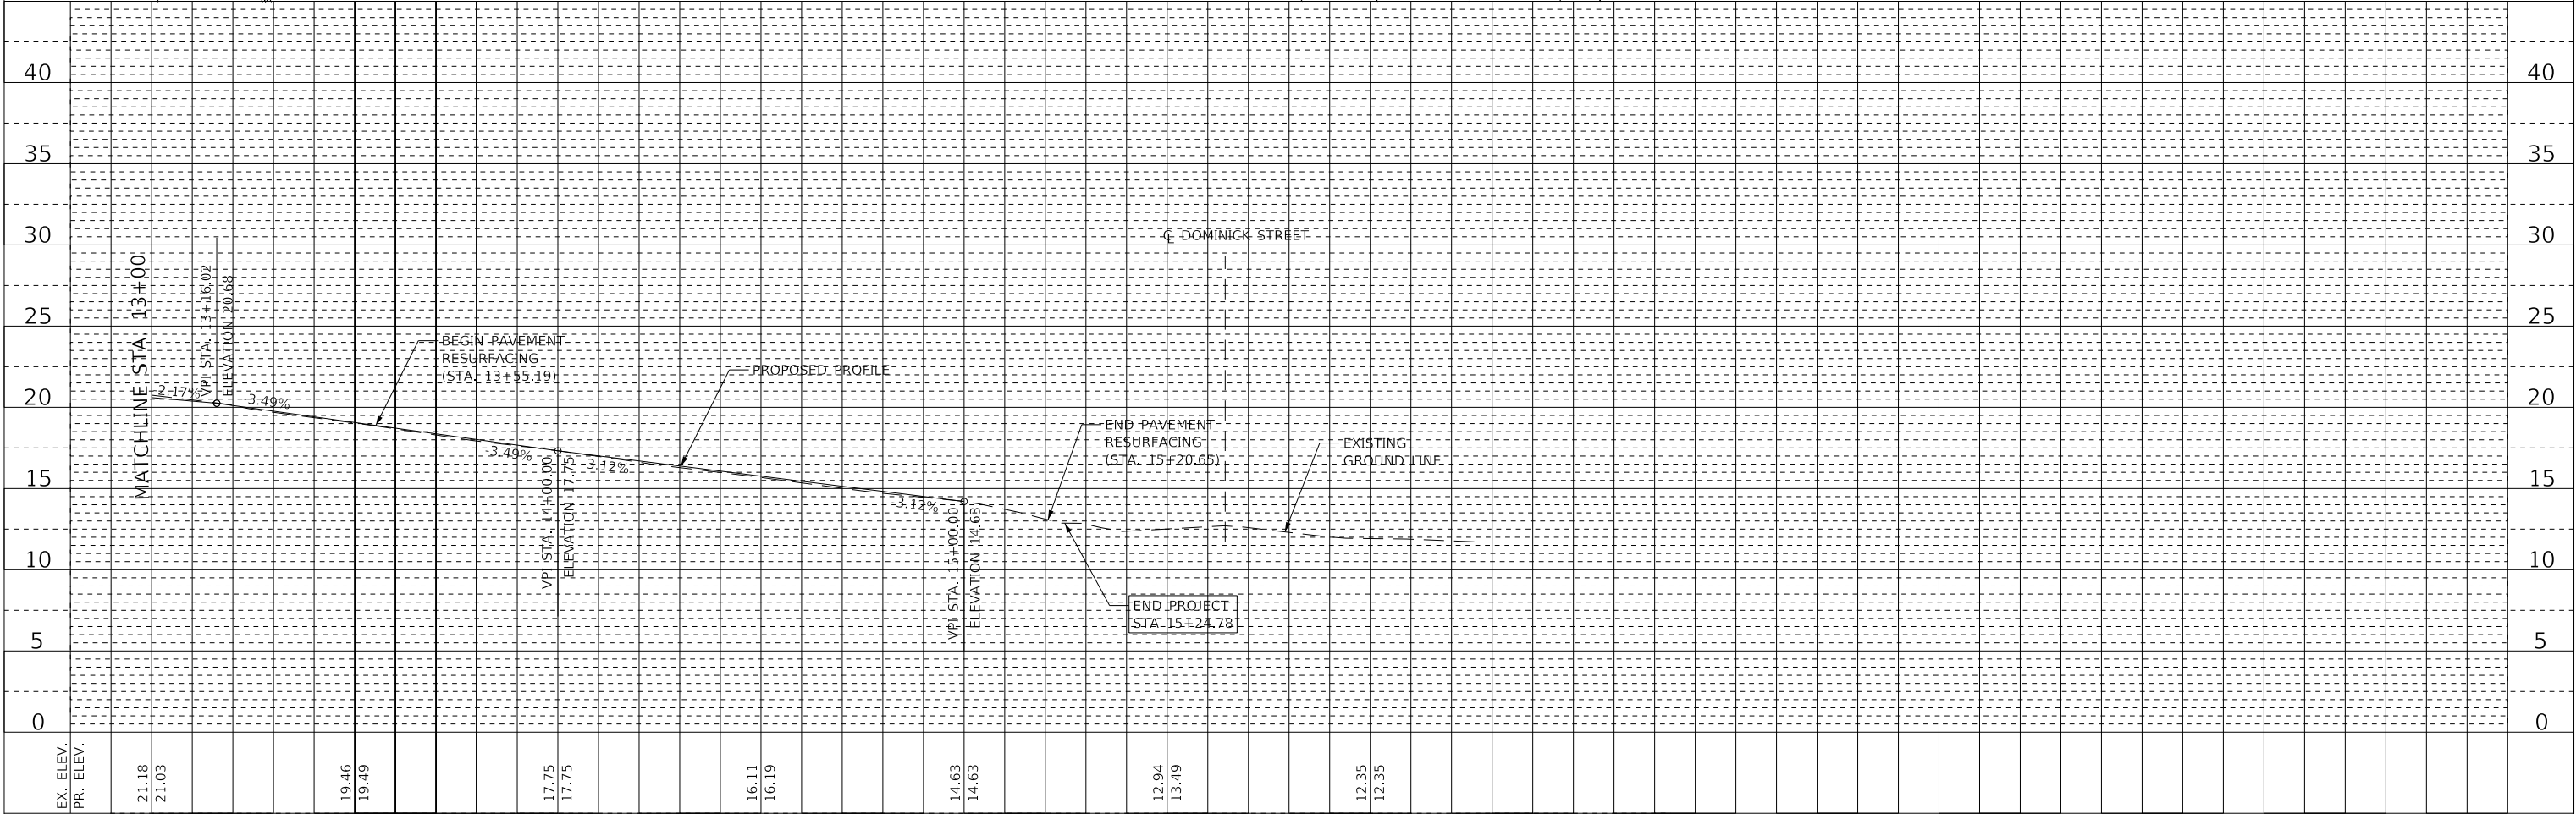 40
40
35
35
30
30
25
25
20
20
15
15
10
10
5
5
0
0
MATCHLINE STA. 13+00
VPI STA. 13+16.02
ELEVATION 20.68
-2.17%
-3.49%
BEGIN PAVEMENT
RESURFACING
(STA. 13+55.19)
-3.49%
VPI STA. 14+00.00
ELEVATION 17.75
-3.12%
PROPOSED PROFILE
-3.12%
VPI STA. 15+00.00
ELEVATION 14.63
END PAVEMENT
RESURFACING
(STA. 15+20.65)
END PROJECT
STA 15+24.78
℄ DOMINICK STREET
EXISTING
GROUND LINE
EX. ELEV.
PR. ELEV.
21.18
21.03
19.46
19.49
17.75
17.75
16.11
16.19
14.63
14.63
12.94
13.49
12.35
12.35